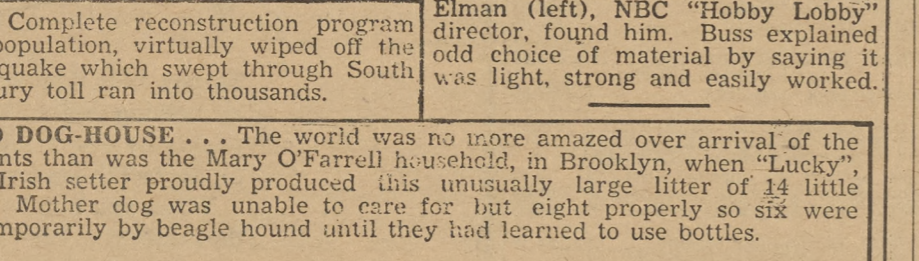 Complete reconstruction program
population, virtually wiped off the
quake which swept through South
ury toll ran into thousands.
Elman (left), NBC “Hobby Lobby”
director, found him. Buss explained
odd choice of material by saying it
was light, strong and easily worked.
DOG-HOUSE . . . The world was no more amazed over arrival of the
nts than was the Mary O’Farrell household, in Brooklyn, when “Lucky”,
Irish setter proudly produced this unusually large litter of 14 little
Mother dog was unable to care for but eight properly so six were
mporarily by beagle hound until they had learned to use bottles.